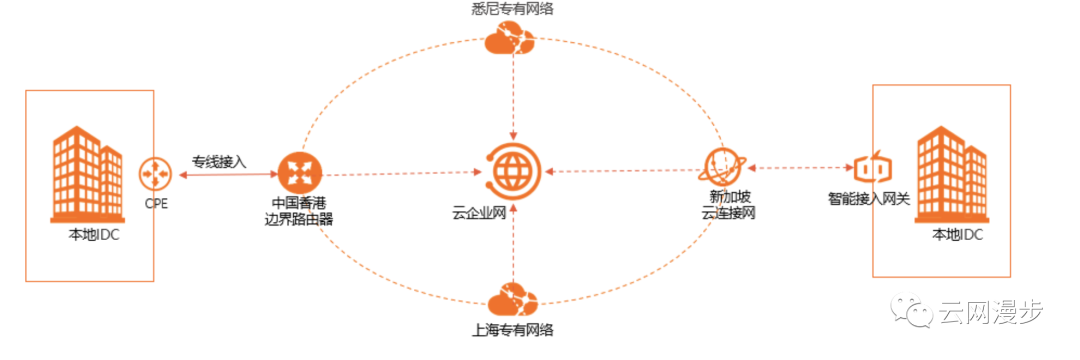 悉尼专有网络
专线接入
CPE
本地IDC
中国香港
边界路由器
云企业网
新加坡
云连接网
智能接入网关
本地IDC
上海专有网络
云网漫步